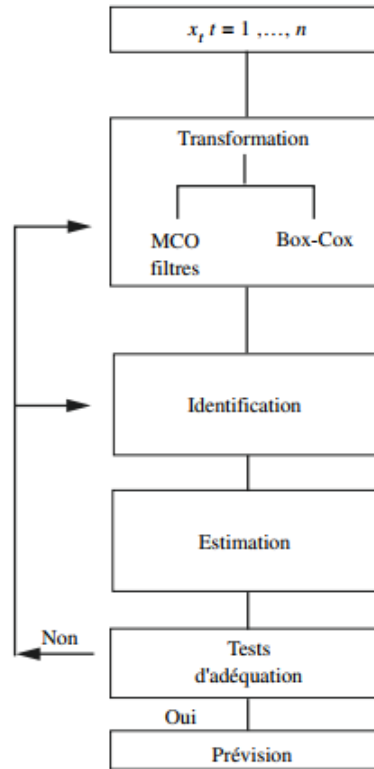 x_t t = 1 ,..., n
Transformation
MCO Box-Cox
filtres
Identification
Estimation
Non
Tests
d'adéquation
Oui
Prévision